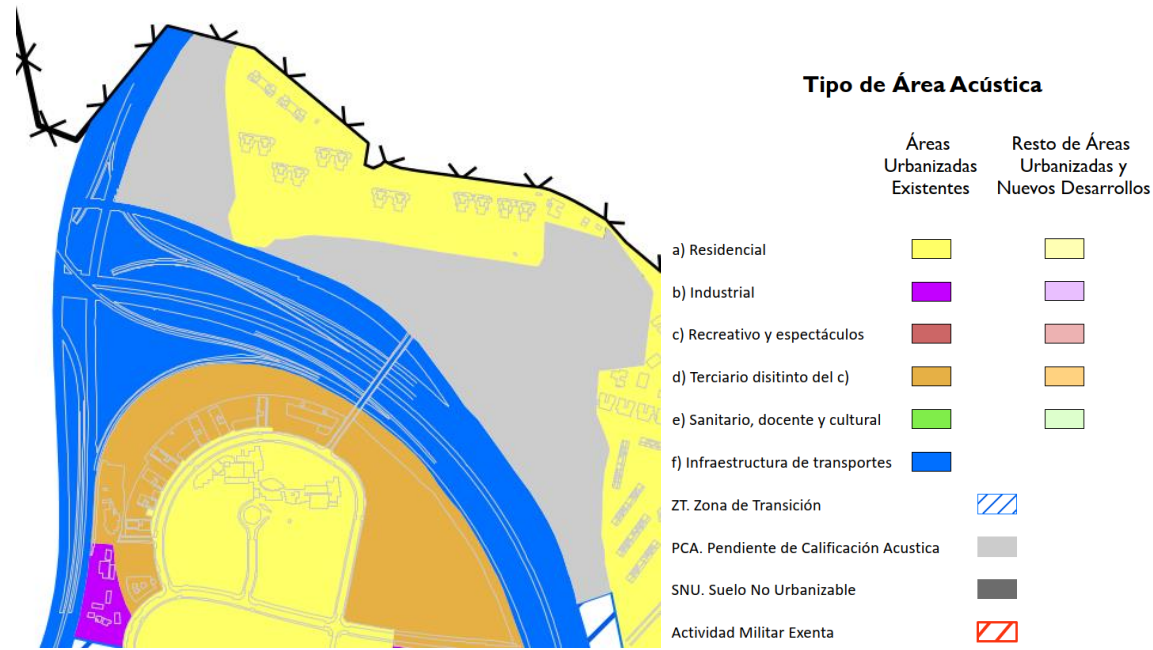 Tipo de Área Acústica
Áreas
Urbanizadas
Existentes
Resto de Áreas
Urbanizadas y
Nuevos Desarrollos
a) Residencial
b) Industrial
c) Recreativo y espectáculos
d) Terciario disitinto del c)
e) Sanitario, docente y cultural
f) Infraestructura de transportes
ZT. Zona de Transición
PCA. Pendiente de Calificación Acustica
SNU. Suelo No Urbanizable
Actividad Militar Exenta